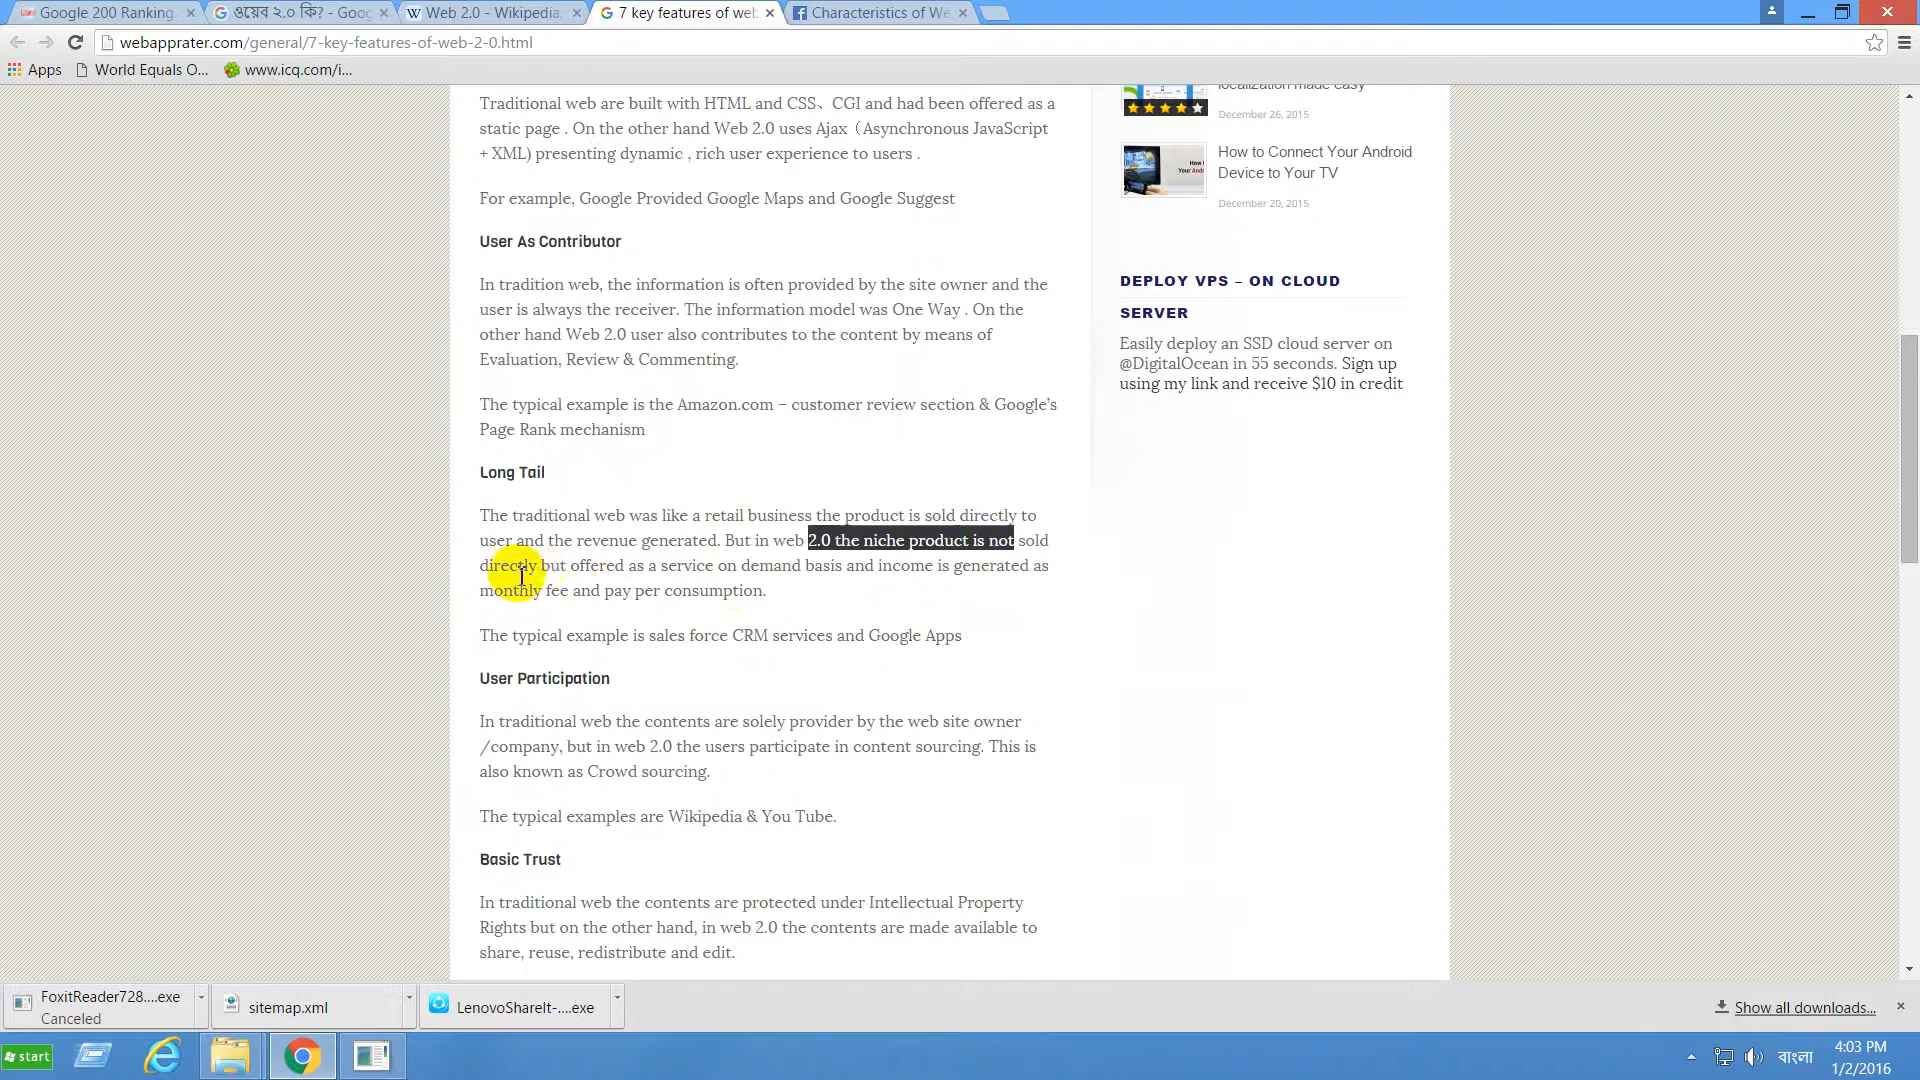 Google 200 Ranking
ওয়েব ২.০ কি? - Goog
Web 2.0 - Wikipedia,
7 key features of web
Characteristics of We
webapprater.com/general/7-key-features-of-web-2-0.html
Apps
World Equals O...
www.icq.com/i...
Traditional web are built with HTML and CSS、CGI and had been offered as a
static page . On the other hand Web 2.0 uses Ajax（Asynchronous JavaScript
+ XML) presenting dynamic , rich user experience to users .
For example, Google Provided Google Maps and Google Suggest
User As Contributor
In tradition web, the information is often provided by the site owner and the
user is always the receiver. The information model was One Way . On the
other hand Web 2.0 user also contributes to the content by means of
Evaluation, Review & Commenting.
The typical example is the Amazon.com – customer review section & Google's
Page Rank mechanism
Long Tail
The traditional web was like a retail business the product is sold directly to
user and the revenue generated. But in web 2.0 the niche product is not sold
directly but offered as a service on demand basis and income is generated as
monthly fee and pay per consumption.
The typical example is sales force CRM services and Google Apps
User Participation
In traditional web the contents are solely provider by the web site owner
/company, but in web 2.0 the users participate in content sourcing. This is
also known as Crowd sourcing.
The typical examples are Wikipedia & You Tube.
Basic Trust
In traditional web the contents are protected under Intellectual Property
Rights but on the other hand, in web 2.0 the contents are made available to
share, reuse, redistribute and edit.
localization made easy
December 26, 2015
How to Connect Your Android
Device to Your TV
December 20, 2015
DEPLOY VPS – ON CLOUD
SERVER
Easily deploy an SSD cloud server on
@DigitalOcean in 55 seconds. Sign up
using my link and receive $10 in credit
FoxitReader728....exe
Canceled
sitemap.xml
LenovoShareIt-....exe
Show all downloads...
start
বাংলা
4:03 PM
1/2/2016